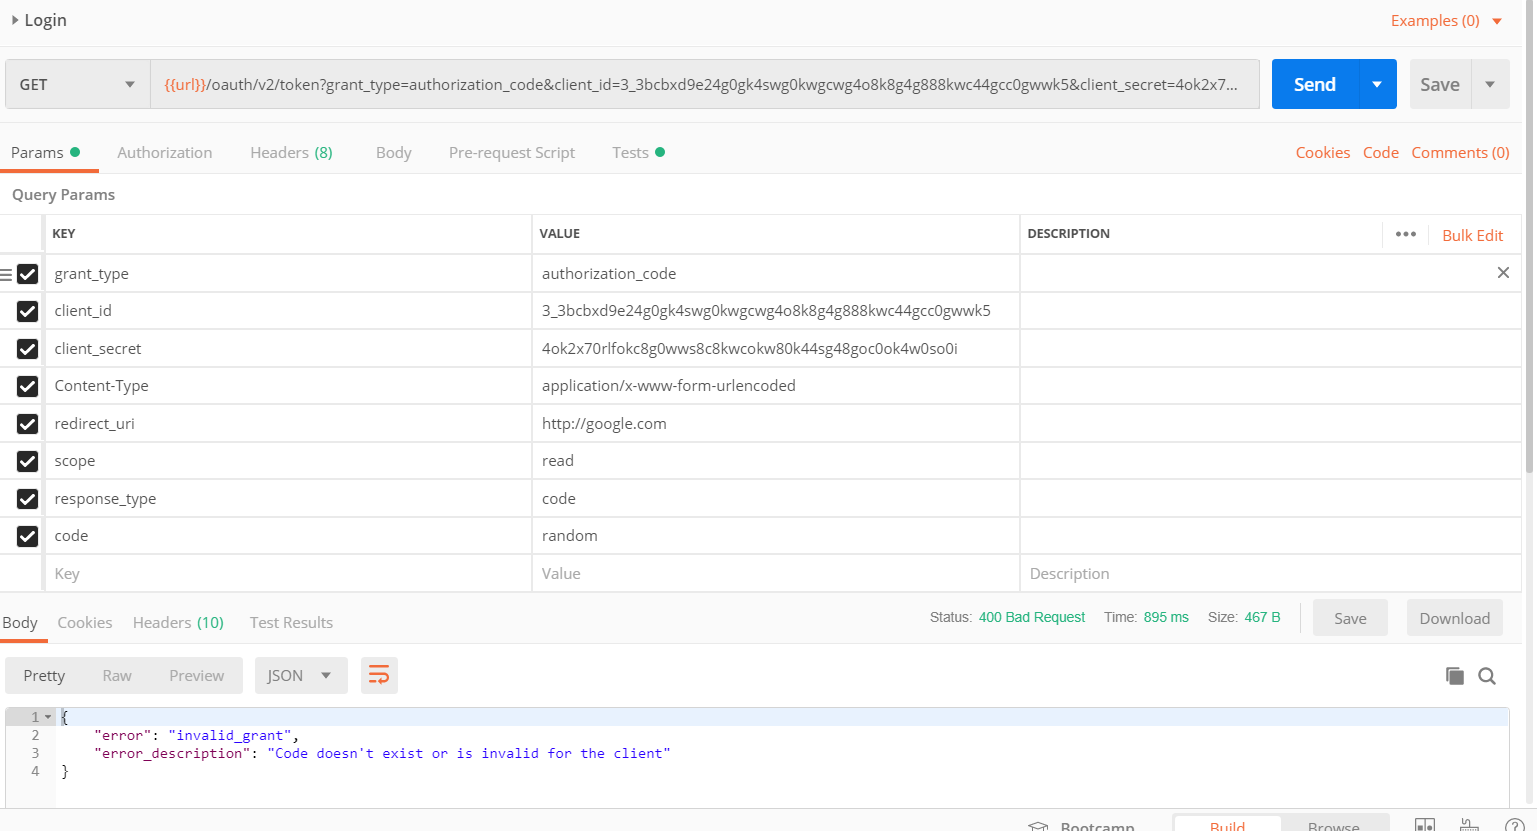 Login
Examples (0)
GET
{{url}}/oauth/v2/token?grant_type=authorization_code&client_id=3_3bcbxd9e24g0gk4swg0kwgcwg4o8k8g4g888kwc44gcc0gwwk5&client_secret=4ok2x7...
Send
Save
Params
Authorization
Headers (8)
Body
Pre-request Script
Tests
Cookies
Code
Comments (0)
Query Params
KEY
VALUE
DESCRIPTION
Bulk Edit
grant_type
authorization_code
client_id
3_3bcbxd9e24g0gk4swg0kwgcwg4o8k8g4g888kwc44gcc0gwwk5
client_secret
4ok2x70rlfokc8g0wws8c8kwcokw80k44sg48goc0ok4w0so0i
Content-Type
application/x-www-form-urlencoded
redirect_uri
http://google.com
scope
read
response_type
code
code
random
Key
Value
Description
Body
Cookies
Headers (10)
Test Results
Status: 400 Bad Request
Time: 895 ms
Size: 467 B
Save
Download
Pretty
Raw
Preview
JSON
1 {
2 "error": "invalid_grant",
3 "error_description": "Code doesn't exist or is invalid for the client"
4 }
Bootcamp
Build
Browse